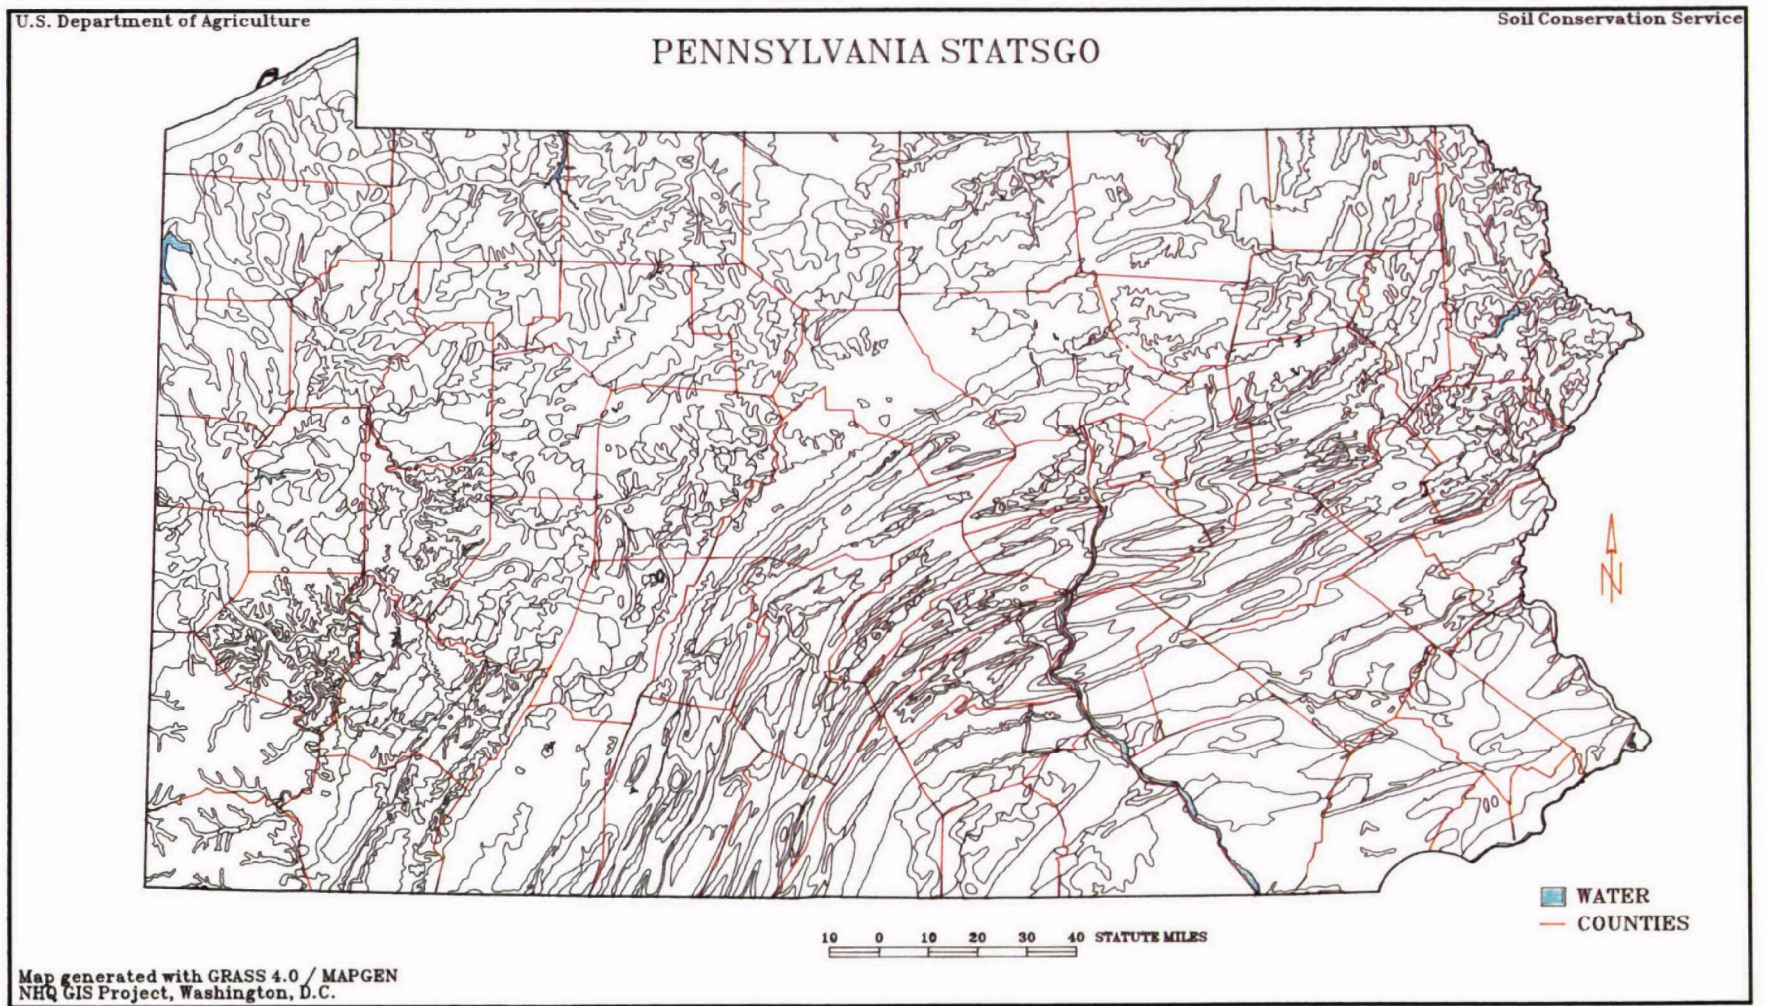 U.S. Department of Agriculture
Soil Conservation Service
PENNSYLVANIA STATSGO
N
WATER
COUNTIES
10 0 10 20 30 40 STATUTE MILES
Map generated with GRASS 4.0 / MAPGEN
NHQ GIS Project, Washington, D.C.